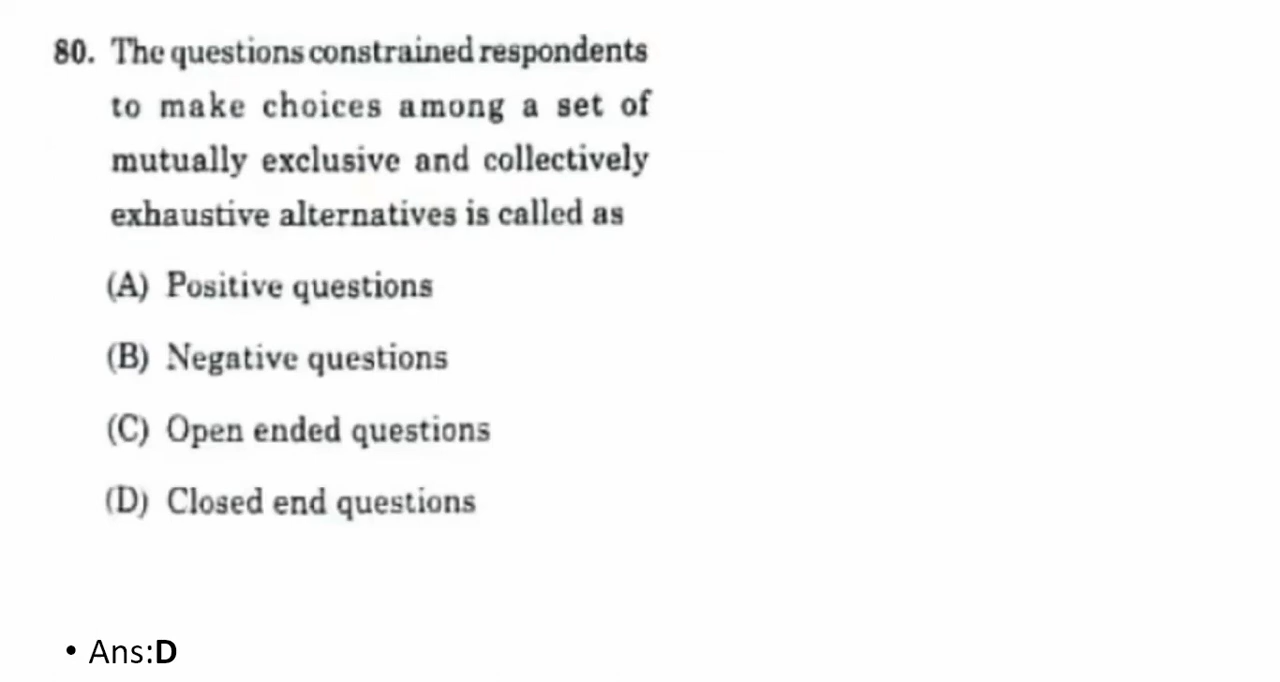 80. The questions constrained respondents
to make choices among a set of
mutually exclusive and collectively
exhaustive alternatives is called as
(A) Positive questions
(B) Negative questions
(C) Open ended questions
(D) Closed end questions
• Ans:D